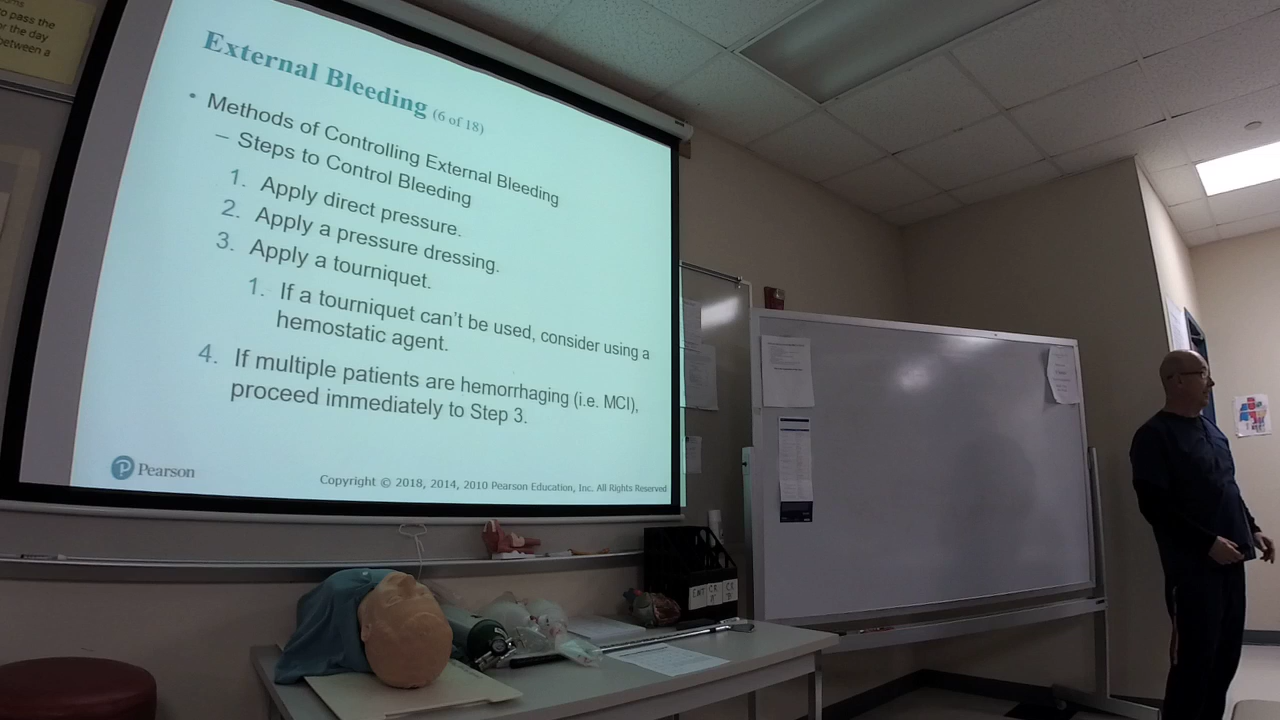 to pass the
or the day
between a
External Bleeding (6 of 18)
• Methods of Controlling External Bleeding
– Steps to Control Bleeding
1. Apply direct pressure.
2. Apply a pressure dressing.
3. Apply a tourniquet.
1. If a tourniquet can't be used, consider using a
hemostatic agent.
4. If multiple patients are hemorrhaging (i.e. MCI),
proceed immediately to Step 3.
Pearson
Copyright © 2018, 2014, 2010 Pearson Education, Inc. All Rights Reserved
EMT